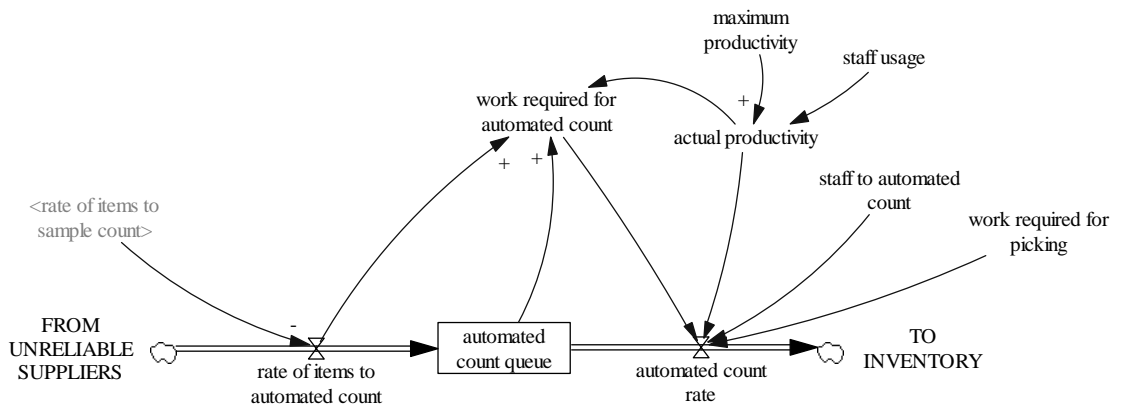 maximum
productivity
staff usage
+
work required for
automated count
actual productivity
+
+
staff to automated
count
<rate of items to
sample count>
work required for
picking
-
FROM
UNRELIABLE
SUPPLIERS
automated
count queue
TO
INVENTORY
rate of items to
automated count
automated count
rate